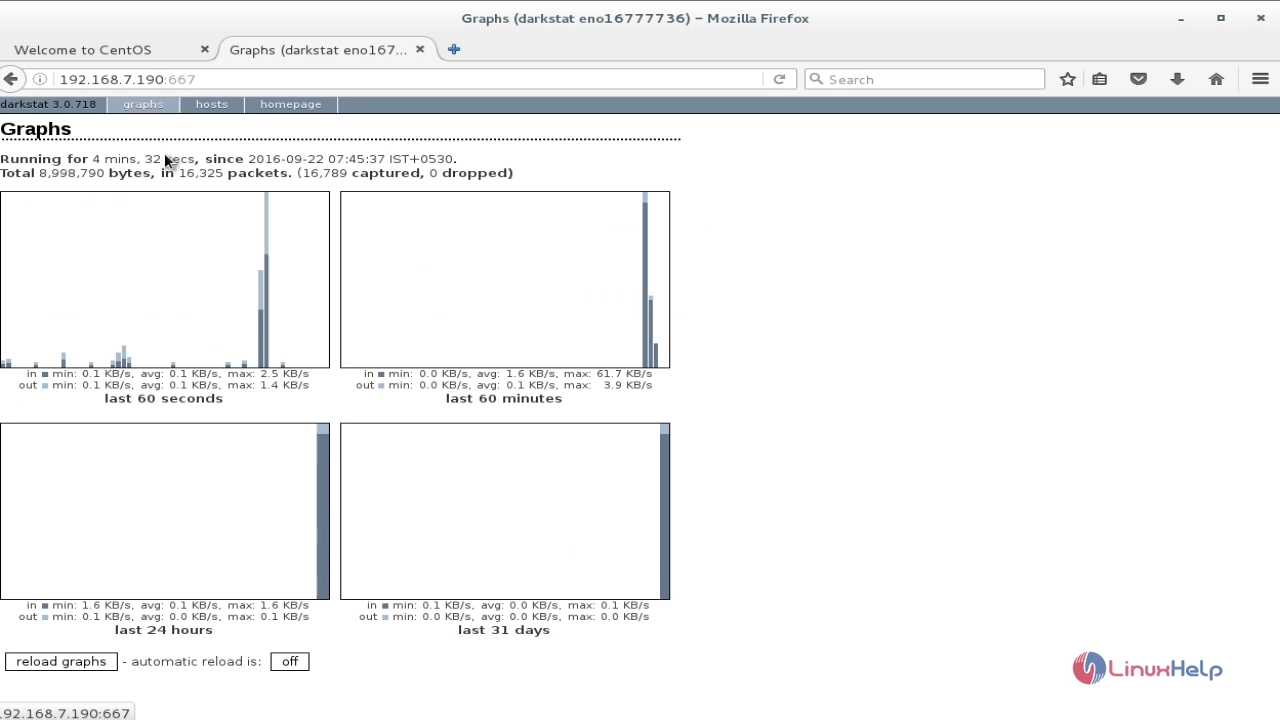 Graphs (darkstat eno16777736) – Mozilla Firefox
Welcome to CentOS
Graphs (darkstat eno167...
192.168.7.190:667
Search
darkstat 3.0.718
graphs
hosts
homepage
Graphs
Running for 4 mins, 32 secs, since 2016-09-22 07:45:37 IST+0530.
Total 8,998,790 bytes, in 16,325 packets. (16,789 captured, 0 dropped)
in min: 0.1 KB/s, avg: 0.1 KB/s, max: 2.5 KB/s
out min: 0.1 KB/s, avg: 0.1 KB/s, max: 1.4 KB/s
last 60 seconds
in min: 0.0 KB/s, avg: 1.6 KB/s, max: 61.7 KB/s
out min: 0.0 KB/s, avg: 0.1 KB/s, max: 3.9 KB/s
last 60 minutes
in min: 1.6 KB/s, avg: 0.1 KB/s, max: 1.6 KB/s
out min: 0.1 KB/s, avg: 0.0 KB/s, max: 0.1 KB/s
last 24 hours
in min: 0.1 KB/s, avg: 0.0 KB/s, max: 0.1 KB/s
out min: 0.0 KB/s, avg: 0.0 KB/s, max: 0.0 KB/s
last 31 days
reload graphs - automatic reload is: off
LinuxHelp
192.168.7.190:667